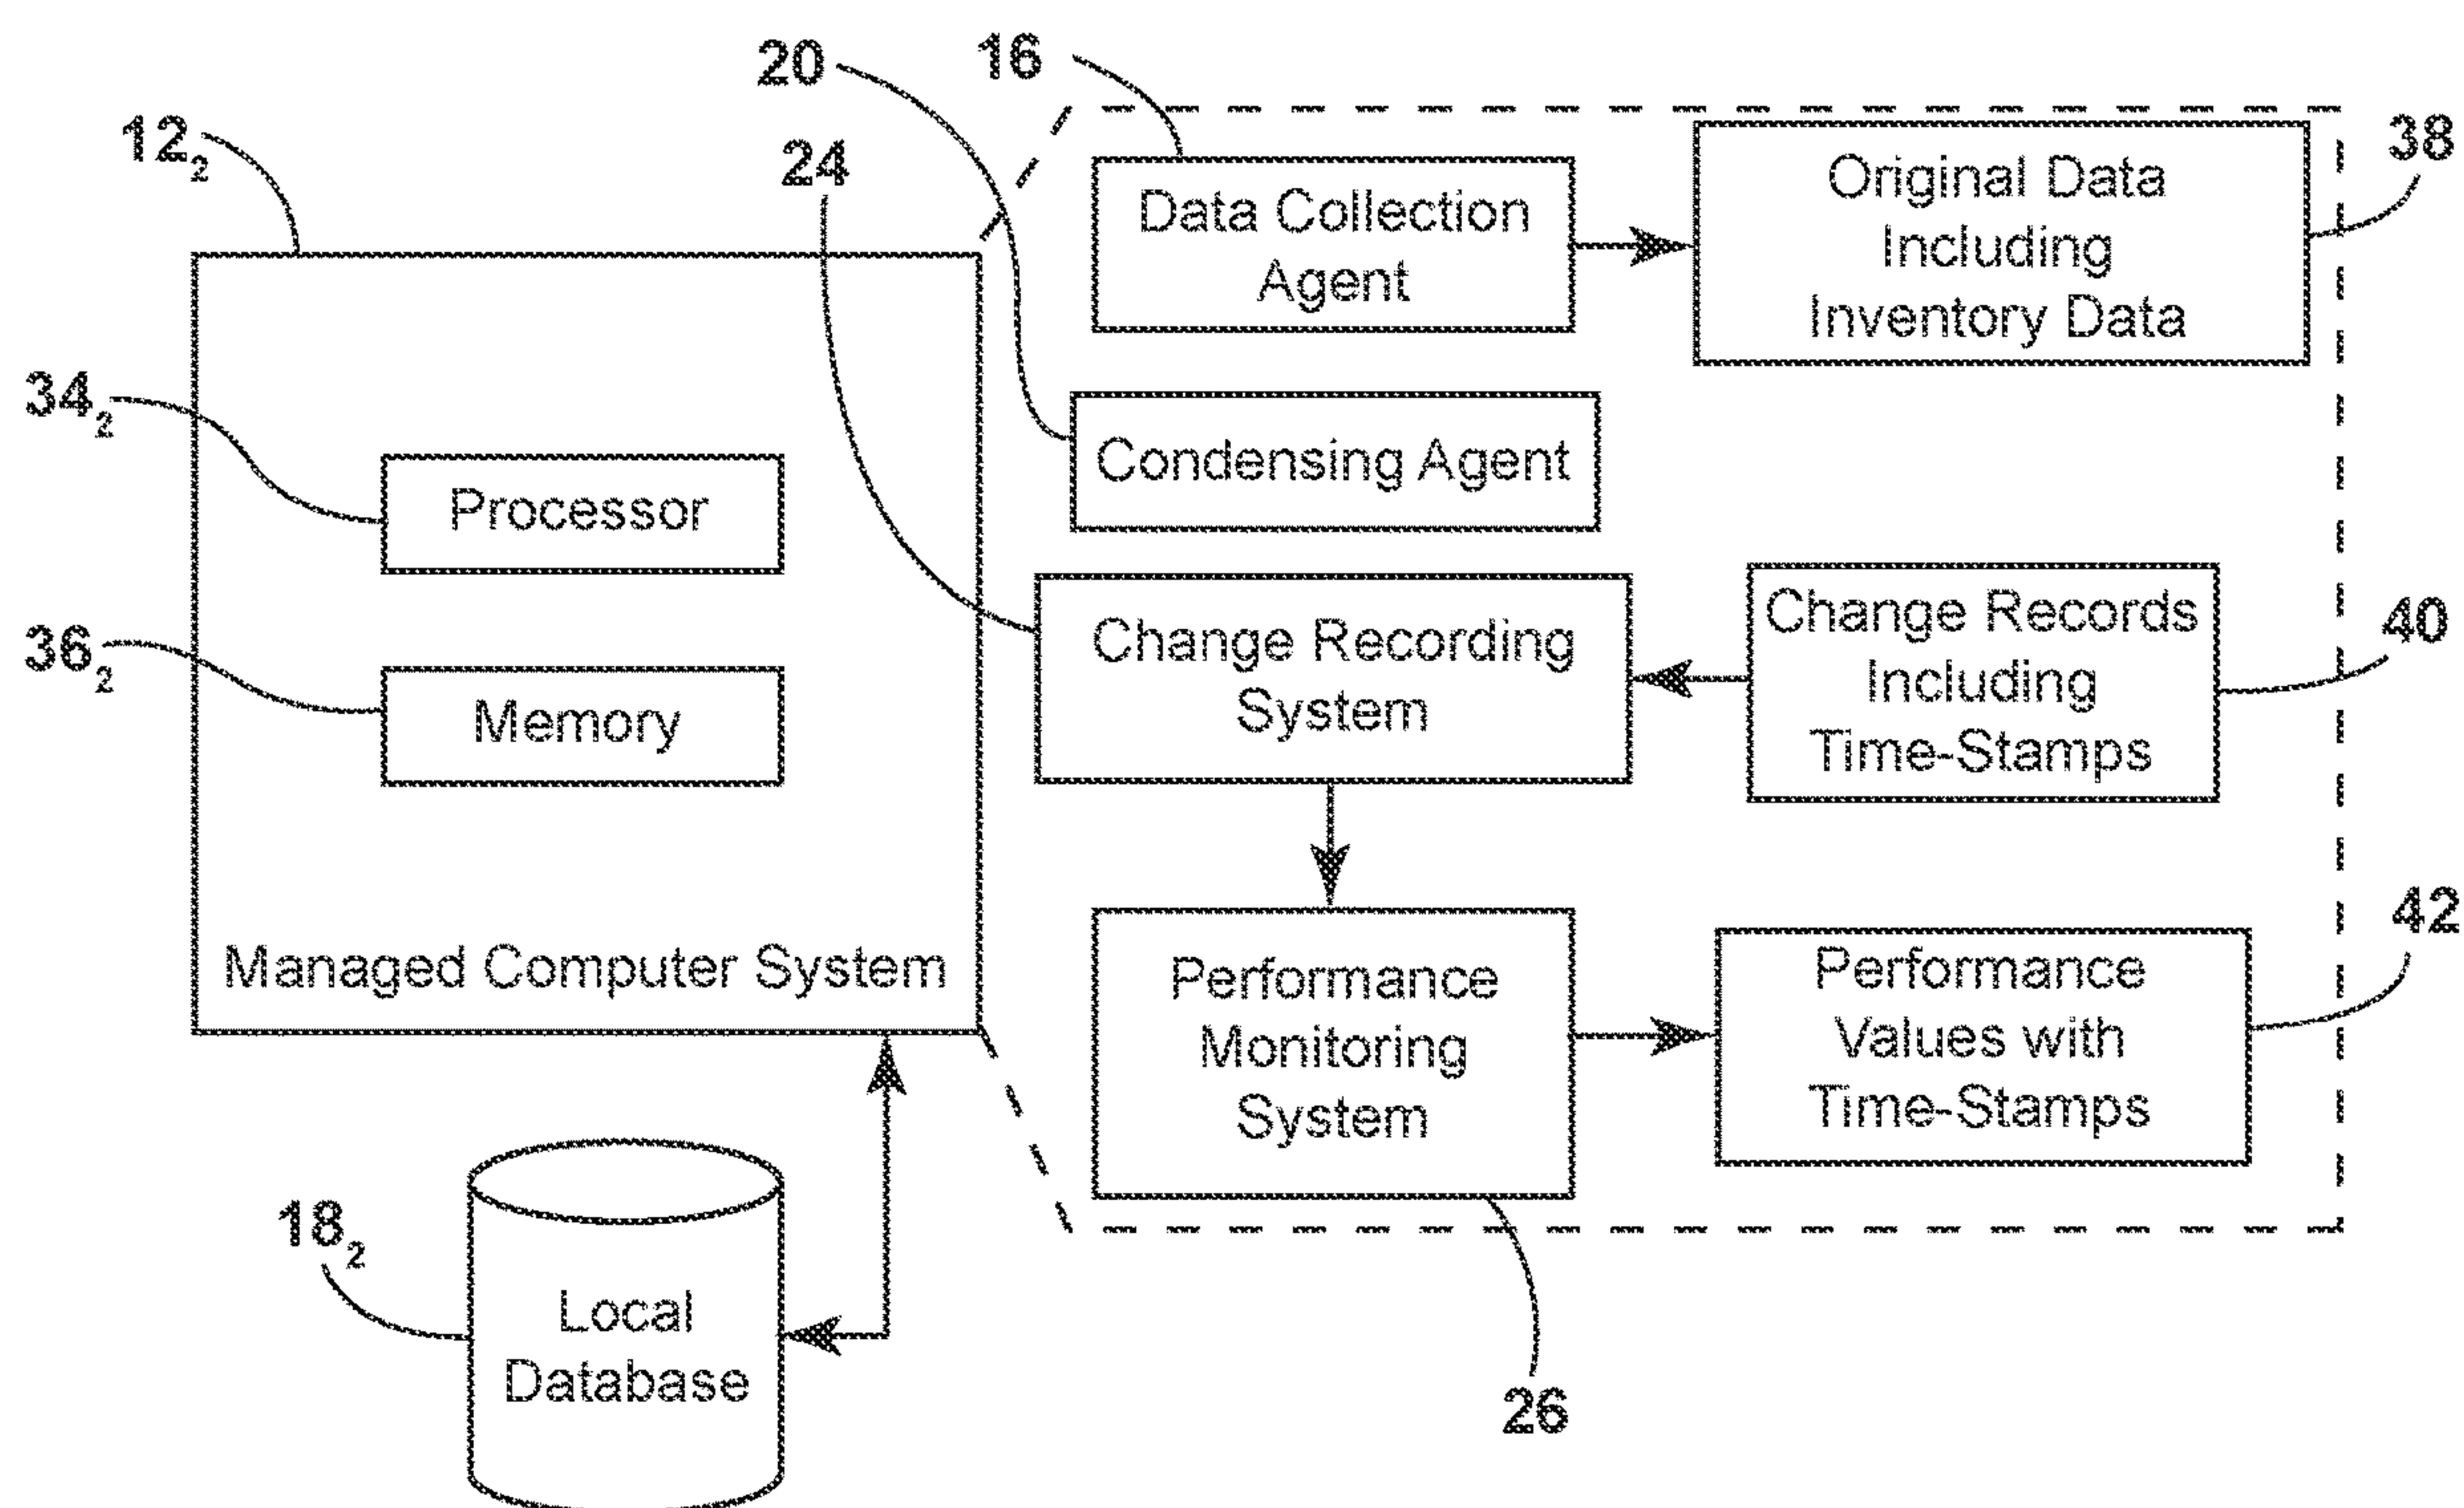 20
16
12₂
24
38
Data Collection
Agent
Original Data
Including
Inventory Data
34₂
Condensing Agent
Processor
36₂
Memory
Change Recording
System
Change Records
Including
Time-Stamps
40
42
Managed Computer System
Performance
Monitoring
System
Performance
Values with
Time-Stamps
18₂
Local
Database
26